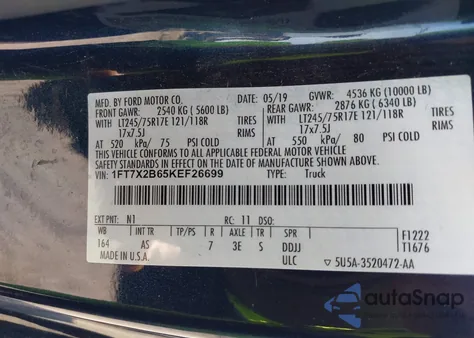 MFD. BY FORD MOTOR CO.
05/19 GVWR: 4536 KG (10000 LB)
FRONT GAWR: 2540 KG (5600 LB)
REAR GAWR: 2876 KG (6340 LB)
WITH LT245/75R17E 121/118R TIRES
17x7.5J RIMS
AT 520 kPa/ 75 PSI COLD
WITH LT245/75R17E 121/118R TIRES
17x7.5J RIMS
AT 550 kPa/ 80 PSI COLD
THIS VEHICLE CONFORMS TO ALL APPLICABLE FEDERAL MOTOR VEHICLE
SAFETY STANDARDS IN EFFECT ON THE DATE OF MANUFACTURE SHOWN ABOVE.
VIN: 1FT7X2B65KEF26699 TYPE: Truck
EXT PNT: N1 RC: 11 DSO:
WB TP/PS R AXLE TR SPR F1222
164 AS 7 3E S DDJJ T1676
MADE IN U.S.A. ULC ▽5U5A-3520472-AA
autoSnap